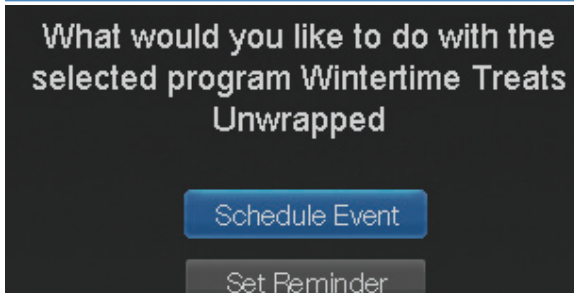 What would you like to do with the
selected program Wintertime Treats
Unwrapped
Schedule Event
Set Reminder